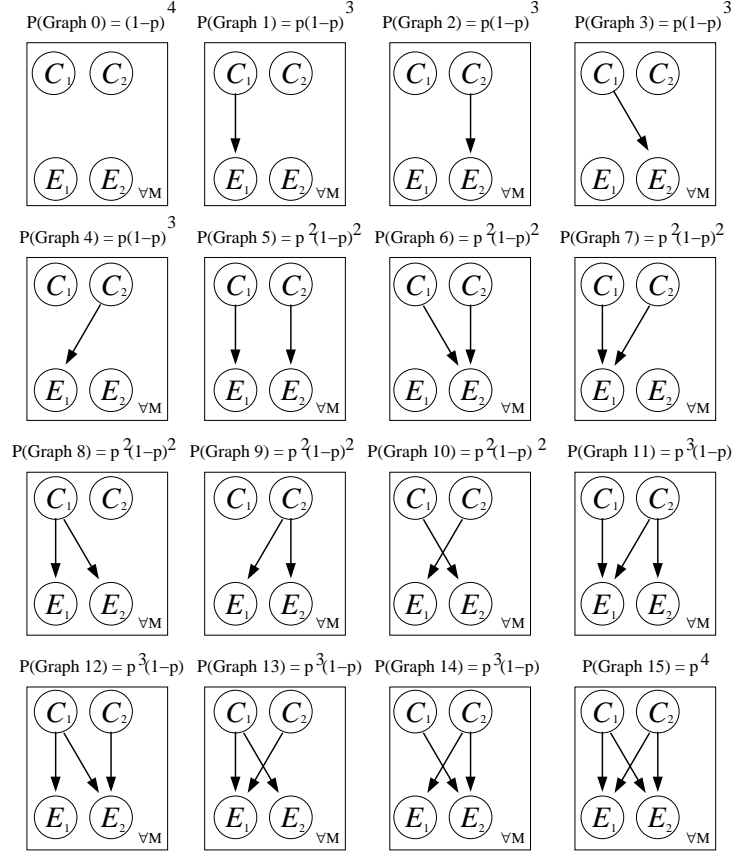 P(Graph 0) = (1−p)⁴ P(Graph 1) = p(1−p)³ P(Graph 2) = p(1−p)³ P(Graph 3) = p(1−p)³
C₁ C₂ C₁ C₂ C₁ C₂ C₁ C₂
E₁ E₂ ∀M E₁ E₂ ∀M E₁ E₂ ∀M E₁ E₂ ∀M
P(Graph 4) = p(1−p)³ P(Graph 5) = p²(1−p)² P(Graph 6) = p²(1−p)² P(Graph 7) = p²(1−p)²
C₁ C₂ C₁ C₂ C₁ C₂ C₁ C₂
E₁ E₂ ∀M E₁ E₂ ∀M E₁ E₂ ∀M E₁ E₂ ∀M
P(Graph 8) = p²(1−p)² P(Graph 9) = p²(1−p)² P(Graph 10) = p²(1−p)² P(Graph 11) = p³(1−p)
C₁ C₂ C₁ C₂ C₁ C₂ C₁ C₂
E₁ E₂ ∀M E₁ E₂ ∀M E₁ E₂ ∀M E₁ E₂ ∀M
P(Graph 12) = p³(1−p) P(Graph 13) = p³(1−p) P(Graph 14) = p³(1−p) P(Graph 15) = p⁴
C₁ C₂ C₁ C₂ C₁ C₂ C₁ C₂
E₁ E₂ ∀M E₁ E₂ ∀M E₁ E₂ ∀M E₁ E₂ ∀M